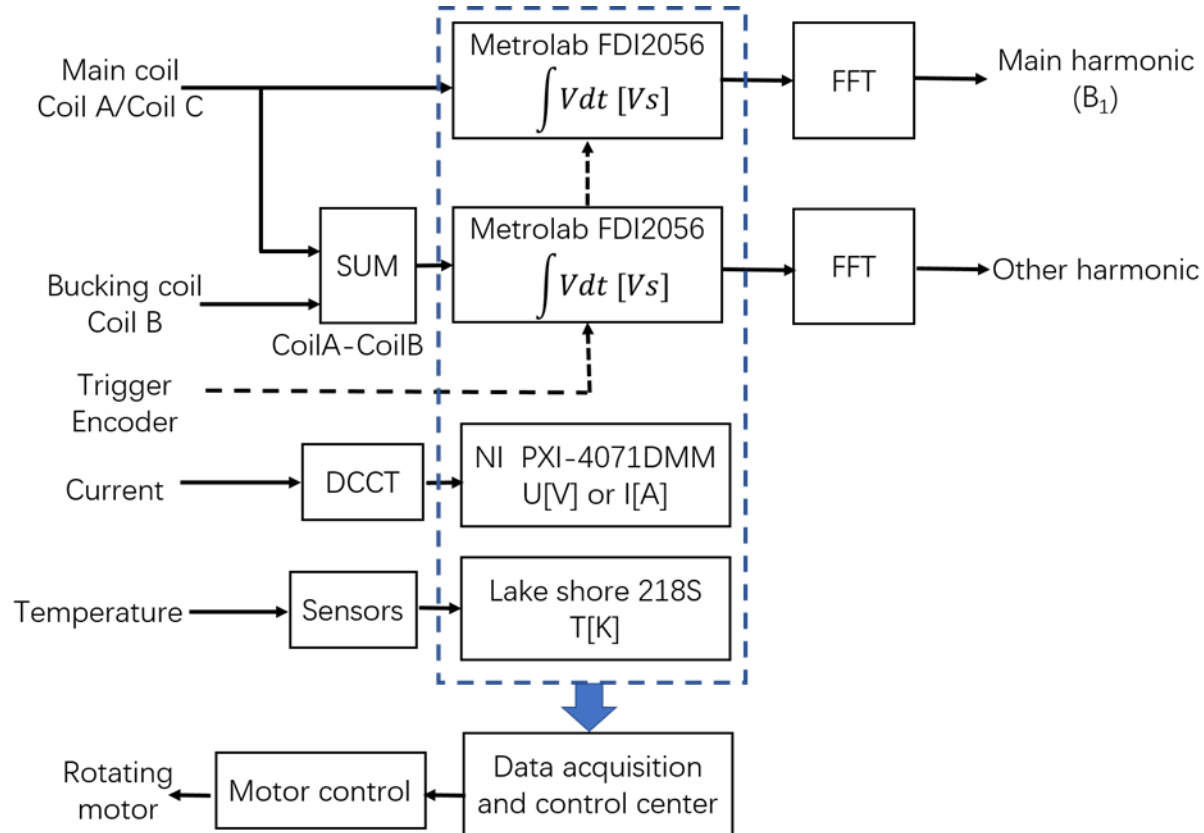 Main coil
Coil A/Coil C
Metrolab FDI2056
∫Vdt [Vs]
FFT
Main harmonic
(B₁)
Bucking coil
Coil B
SUM
CoilA-CoilB
Metrolab FDI2056
∫Vdt [Vs]
FFT
Other harmonic
Trigger
Encoder
Current
DCCT
NI PXI-4071DMM
U[V] or I[A]
Temperature
Sensors
Lake shore 218S
T[K]
Rotating
motor
Motor control
Data acquisition
and control center